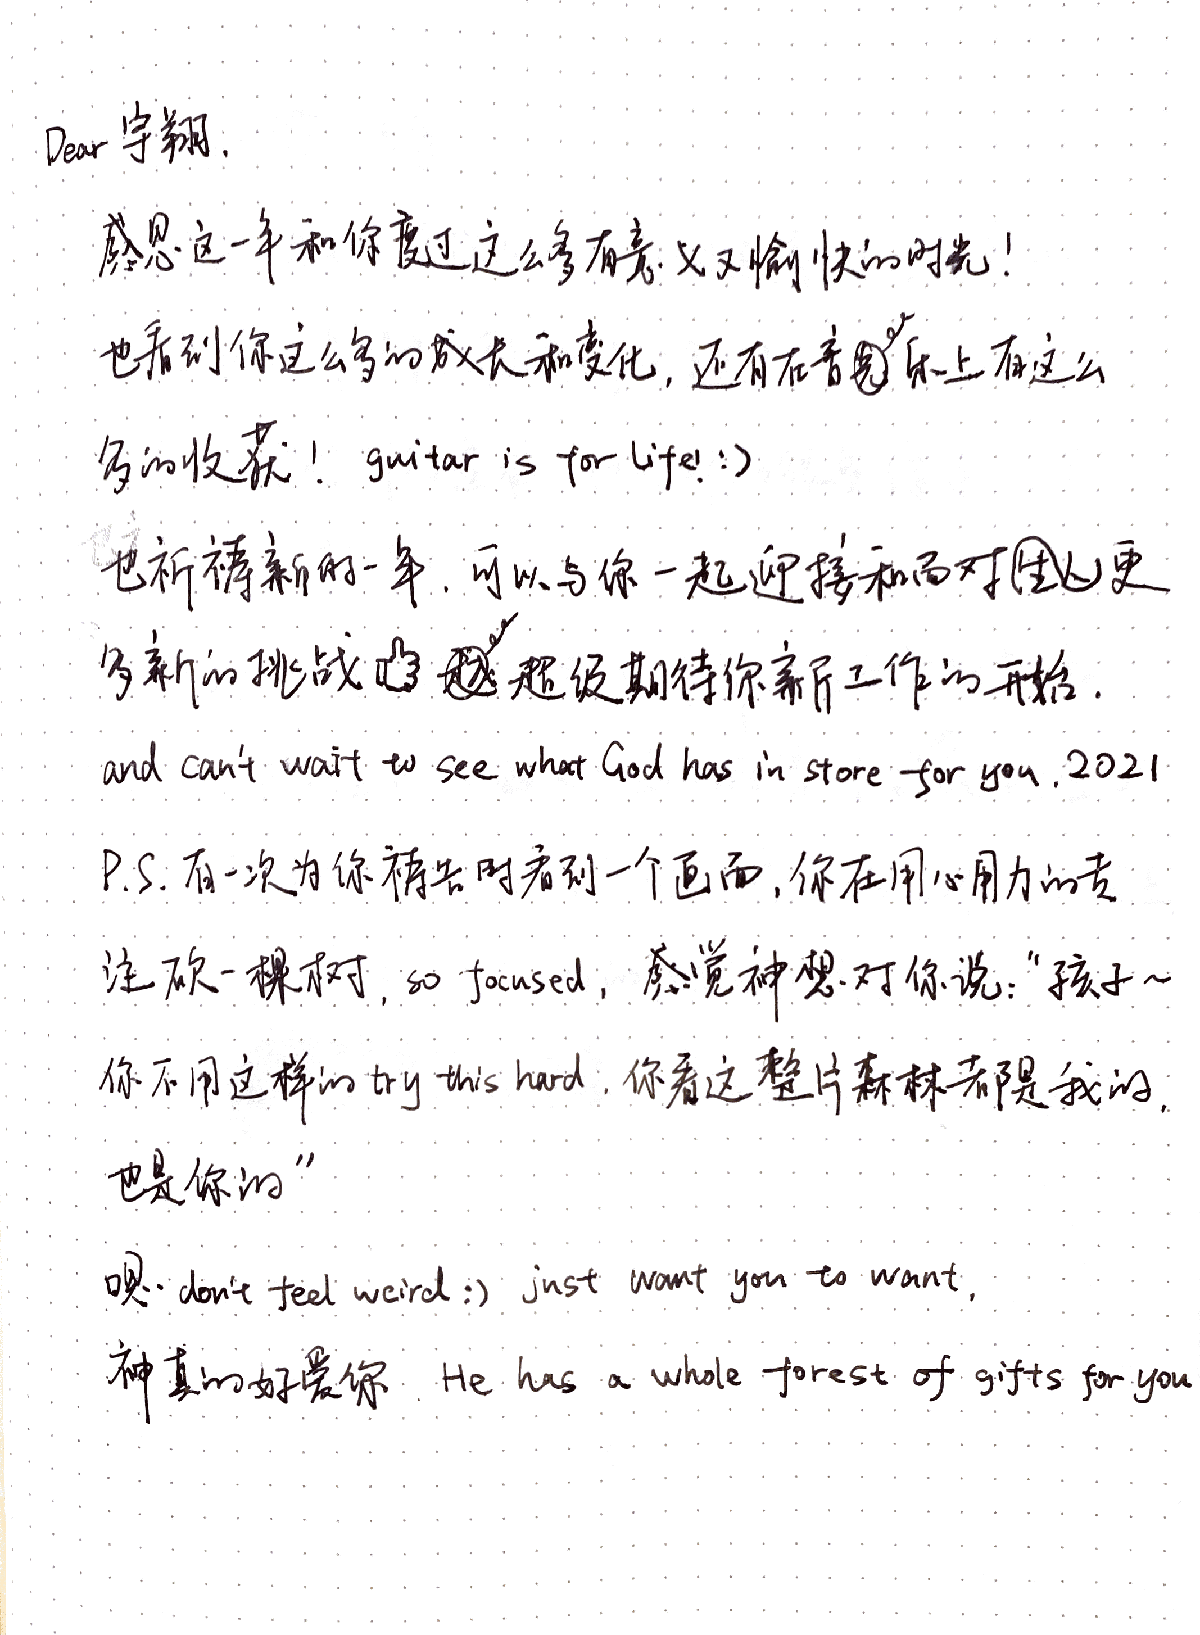 Dear 宇翔,
感恩这一年和你度过这么多有意义又愉快的时光!
也看到你这么多的成长和变化, 还有在音乐上有这么
多的收获! guitar is for life! :)
也祈祷新的一年, 可以与你一起迎接和面对更
多新的挑战 超级期待你新工作的开始.
and can't wait to see what God has in store for you. 2021
P.S. 有一次为你祷告时看到一个画面, 你在用心用力的专
注砍一棵树, so focused, 感觉神想对你说: "孩子~
你不用这样的 try this hard. 你看这整片森林都是我的,
也是你的"
呗.. don't feel weird :) just want you to want,
神真的好爱你 He has a whole forest of gifts for you